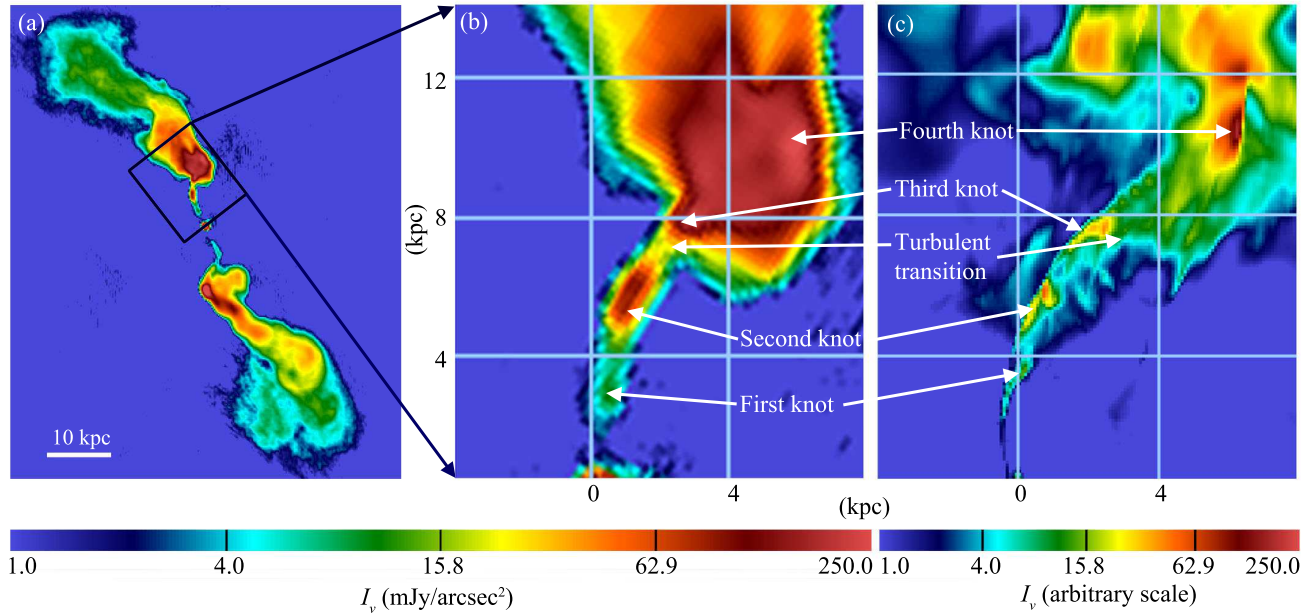 (a)
(b)
(c)
12
8
4
(kpc)
Fourth knot
Third knot
Turbulent
transition
Second knot
First knot
10 kpc
0
4
(kpc)
0
4
1.0
4.0
15.8
62.9
250.0
I_ν (mJy/arcsec²)
1.0
4.0
15.8
62.9
250.0
I_ν (arbitrary scale)